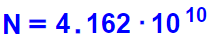 N = 4.162 · 10¹⁰